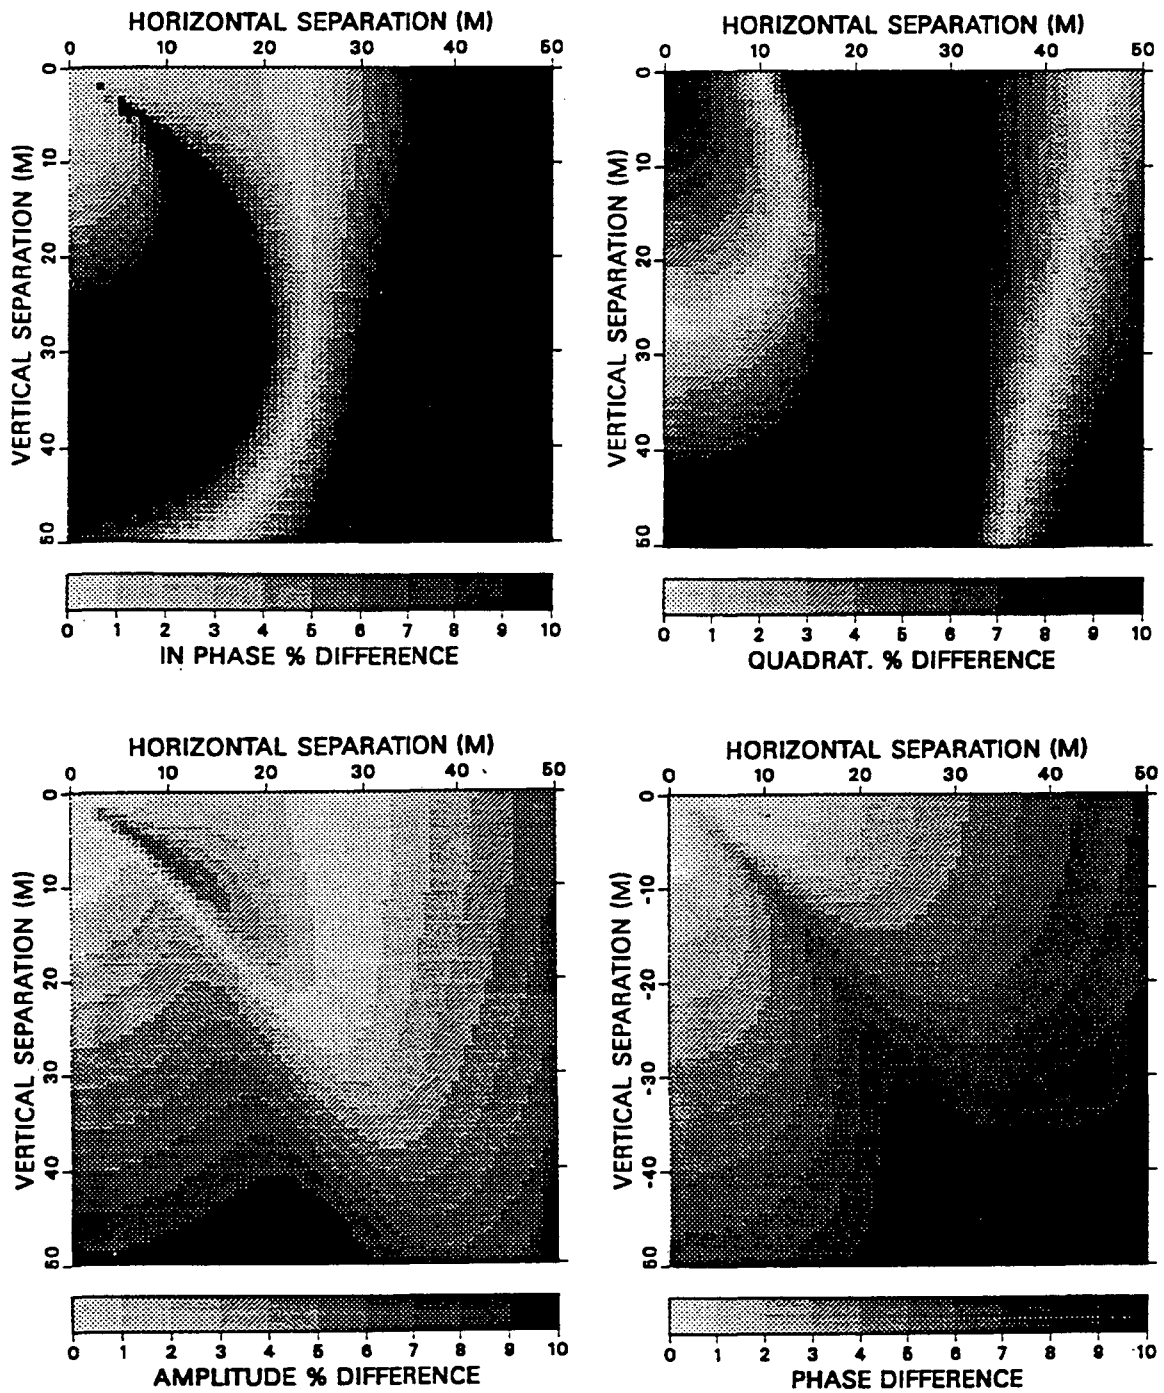 HORIZONTAL SEPARATION (M)
0 10 20 30 40 50
VERTICAL SEPARATION (M)
0
10
20
30
40
50
0 1 2 3 4 5 6 7 8 9 10
IN PHASE % DIFFERENCE
HORIZONTAL SEPARATION (M)
0 10 20 30 40 50
VERTICAL SEPARATION (M)
0
10
20
30
40
50
0 1 2 3 4 5 6 7 8 9 10
QUADRAT. % DIFFERENCE
HORIZONTAL SEPARATION (M)
0 10 20 30 40 50
VERTICAL SEPARATION (M)
0
10
20
30
40
50
0 1 2 3 4 5 6 7 8 9 10
AMPLITUDE % DIFFERENCE
HORIZONTAL SEPARATION (M)
0 10 20 30 40 50
VERTICAL SEPARATION (M)
0
-10
-20
-30
-40
50
0 1 2 3 4 5 6 7 8 9 10
PHASE DIFFERENCE